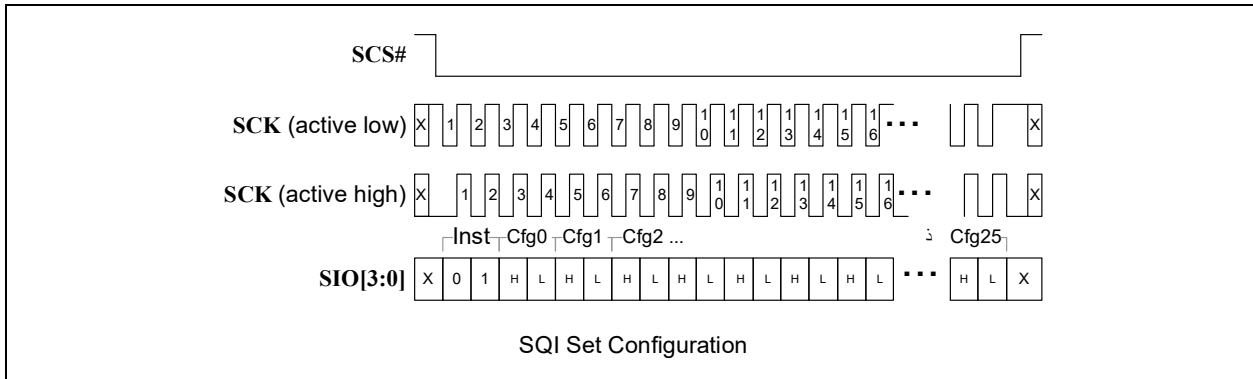 SCS#
SCK (active low) X 1 2 3 4 5 6 7 8 9 10 11 12 13 14 15 16 ... X
SCK (active high) X 1 2 3 4 5 6 7 8 9 10 11 12 13 14 15 16 ... X
Inst Cfg0 Cfg1 Cfg2 ... ذ Cfg25
SIO[3:0] X 0 1 H L H L H L H L H L H L H L ... H L X
SQI Set Configuration